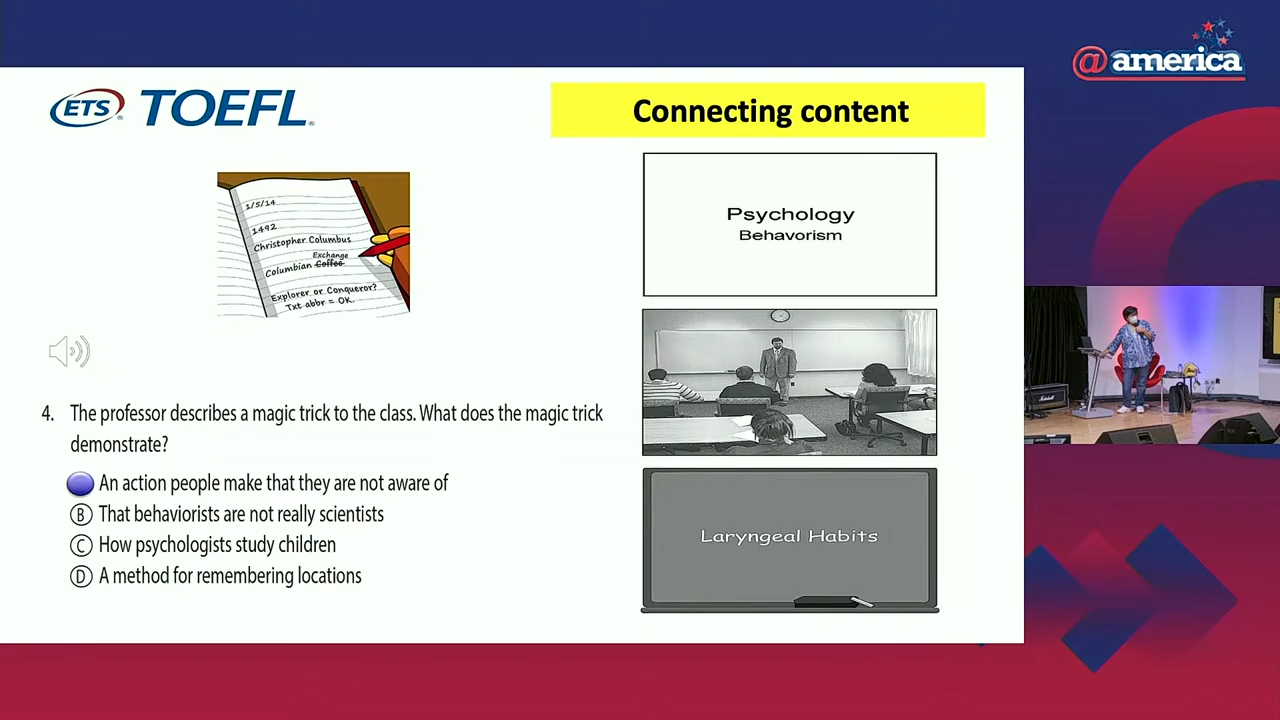 @america
ETS® TOEFL®
Connecting content
1/5/14
1492
Christopher Columbus
Exchange
Columbian Coffee
Explorer or Conqueror?
Txt abbr = OK.
Psychology
Behavorism
4. The professor describes a magic trick to the class. What does the magic trick
demonstrate?
An action people make that they are not aware of
B That behaviorists are not really scientists
C How psychologists study children
D A method for remembering locations
Laryngeal Habits
Marshall